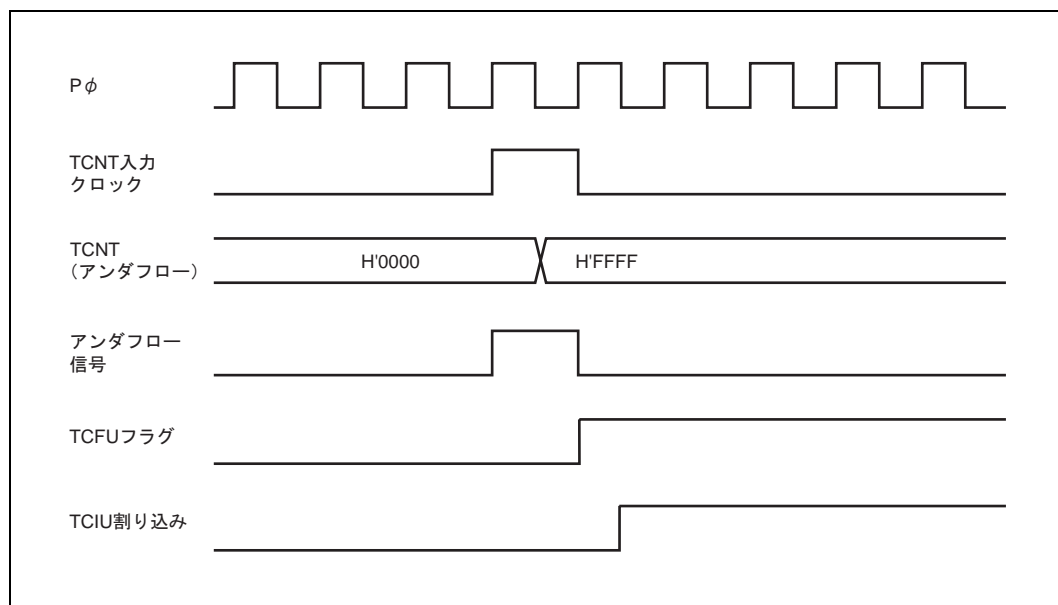 Pφ
TCNT入力
クロック
TCNT
（アンダフロー）
H'0000
H'FFFF
アンダフロー
信号
TCFUフラグ
TCIU割り込み